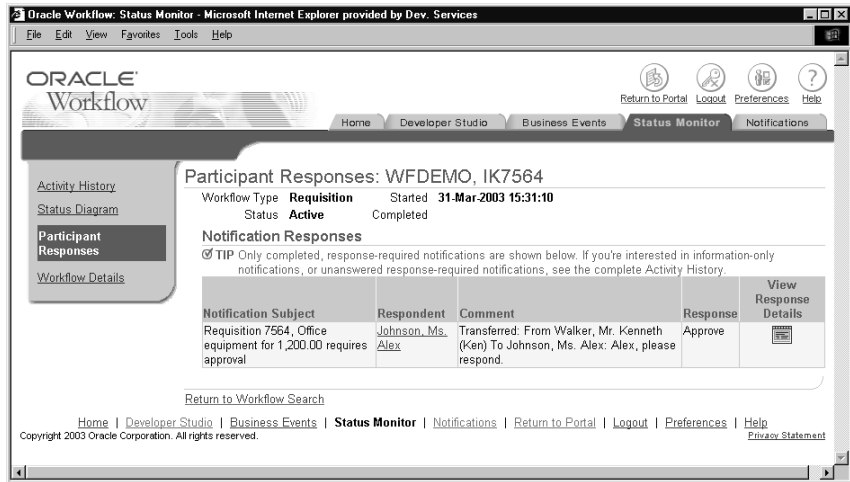 Oracle Workflow: Status Monitor - Microsoft Internet Explorer provided by Dev. Services
File Edit View Favorites Tools Help
ORACLE
Workflow
Return to Portal Logout Preferences Help
Home Developer Studio Business Events Status Monitor Notifications
Activity History
Status Diagram
Participant
Responses
Workflow Details
Participant Responses: WFDEMO, IK7564
Workflow Type Requisition Started 31-Mar-2003 15:31:10
Status Active Completed
Notification Responses
TIP Only completed, response-required notifications are shown below. If you're interested in information-only
notifications, or unanswered response-required notifications, see the complete Activity History.
Notification Subject Respondent Comment Response View Response Details
Requisition 7564, Office Johnson, Ms. Transferred: From Walker, Mr. Kenneth Approve
equipment for 1,200.00 requires Alex (Ken) To Johnson, Ms. Alex: Alex, please
approval respond.
Return to Workflow Search
Home | Developer Studio | Business Events | Status Monitor | Notifications | Return to Portal | Logout | Preferences | Help
Copyright 2003 Oracle Corporation. All rights reserved. Privacy Statement